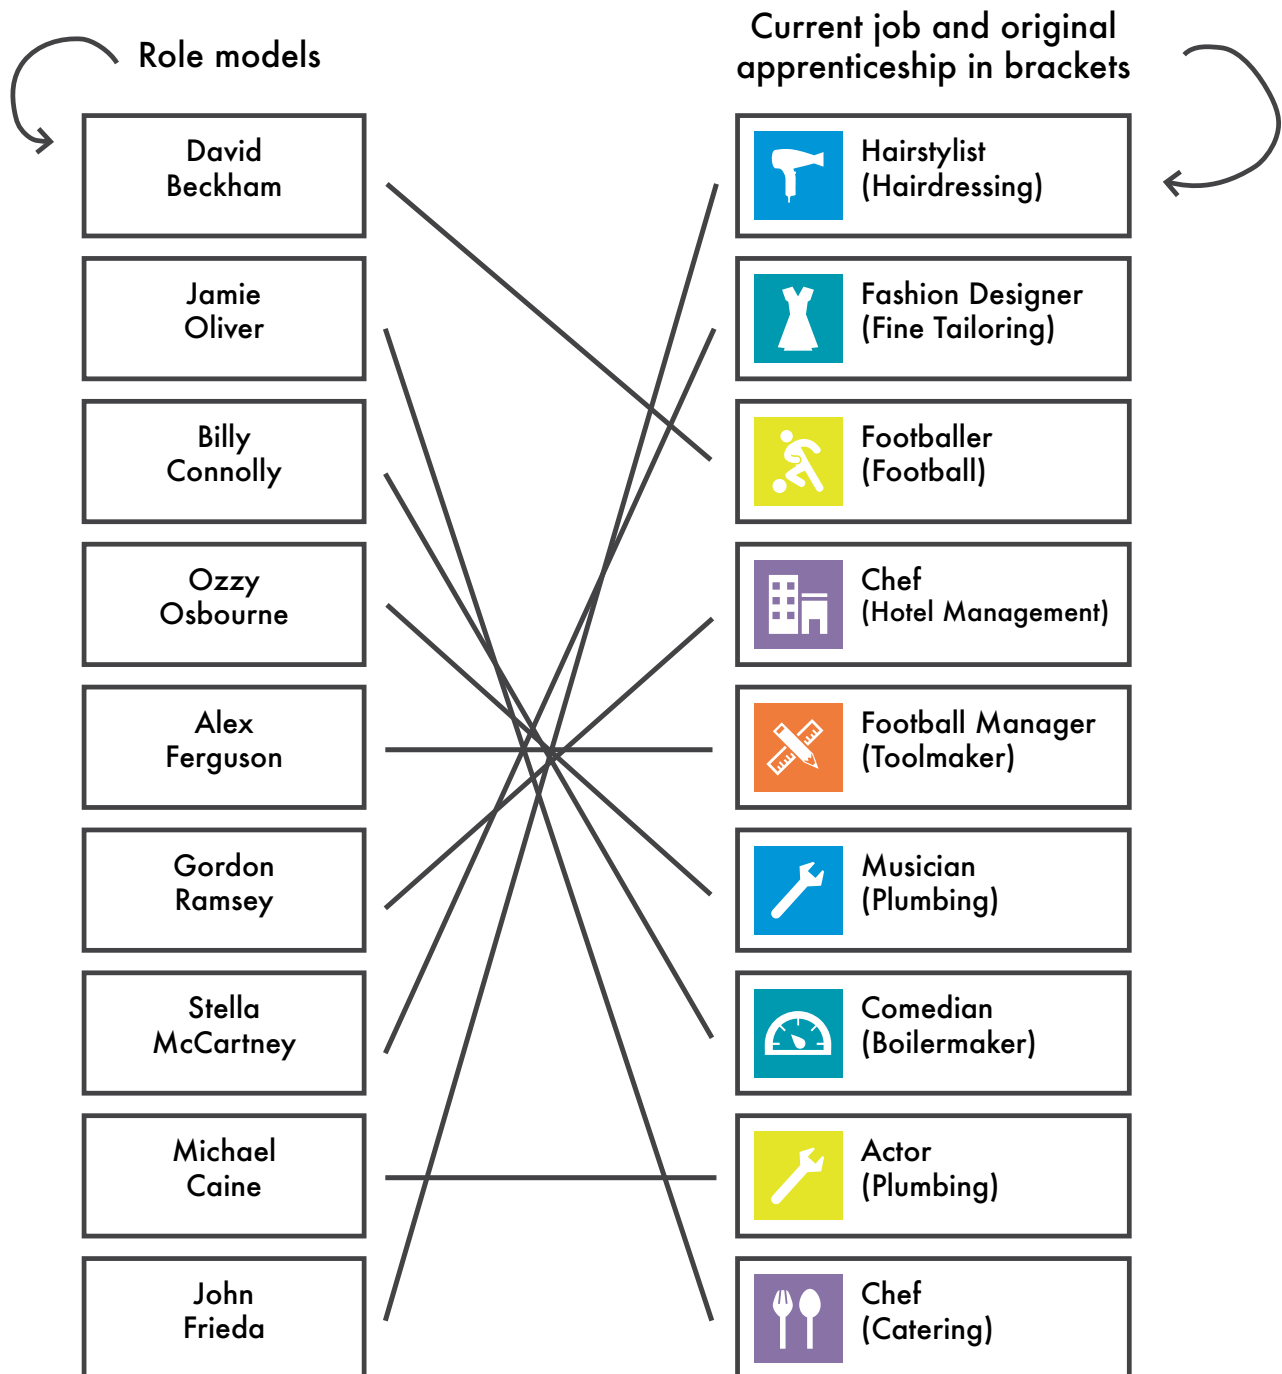 Role models
Current job and original
apprenticeship in brackets
David
Beckham
Hairstylist
(Hairdressing)
Jamie
Oliver
Fashion Designer
(Fine Tailoring)
Billy
Connolly
Footballer
(Football)
Ozzy
Osbourne
Chef
(Hotel Management)
Alex
Ferguson
Football Manager
(Toolmaker)
Gordon
Ramsey
Musician
(Plumbing)
Stella
McCartney
Comedian
(Boilermaker)
Michael
Caine
Actor
(Plumbing)
John
Frieda
Chef
(Catering)